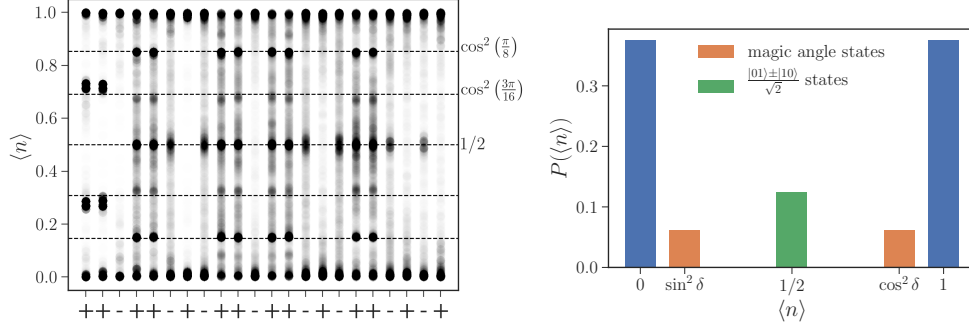 1.0
0.8
0.6
0.4
0.2
0.0
⟨n⟩
cos² (π/8)
cos² (3π/16)
1/2
+ + - + + - + - + + - + + - + - + + - + - +
0.3
0.2
0.1
0.0
P(⟨n⟩)
magic angle states
|01⟩±|10⟩/√2 states
0 sin² δ 1/2 cos² δ 1
⟨n⟩